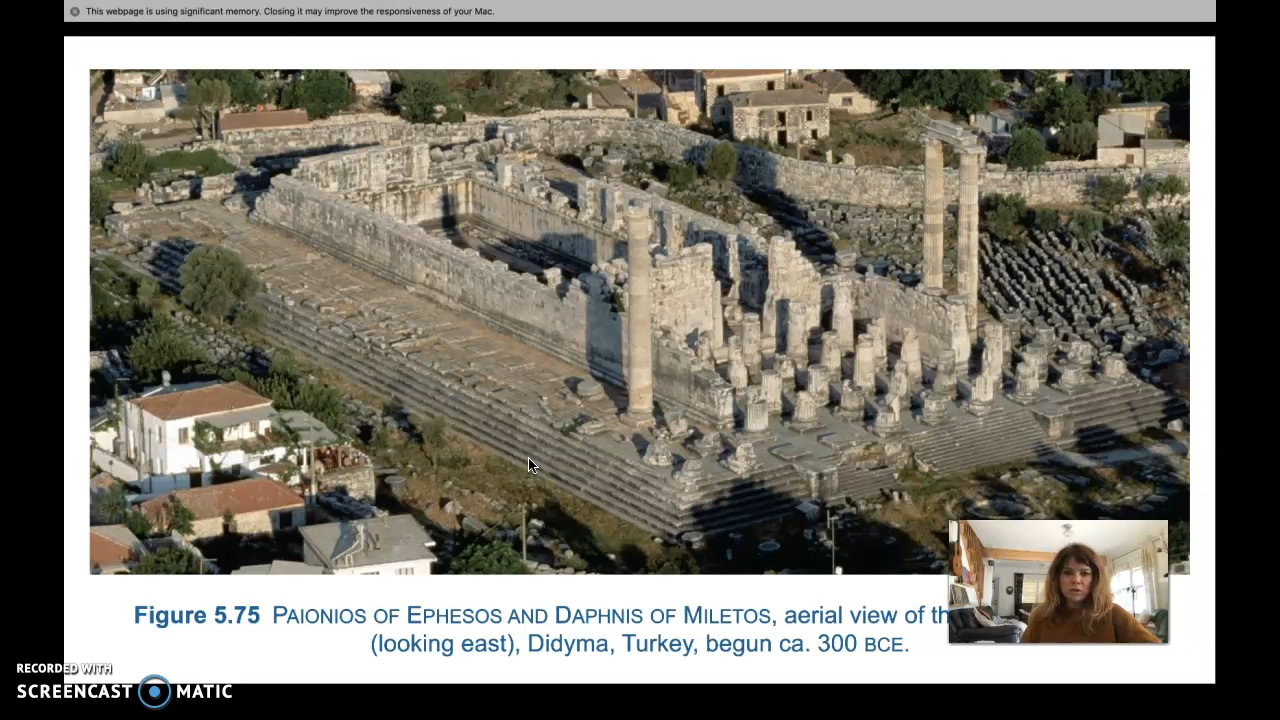 This webpage is using significant memory. Closing it may improve the responsiveness of your Mac.
Figure 5.75 PAIONIOS OF EPHESOS AND DAPHNIS OF MILETOS, aerial view of
(looking east), Didyma, Turkey, begun ca. 300 BCE.
RECORDED WITH
SCREENCAST MATIC